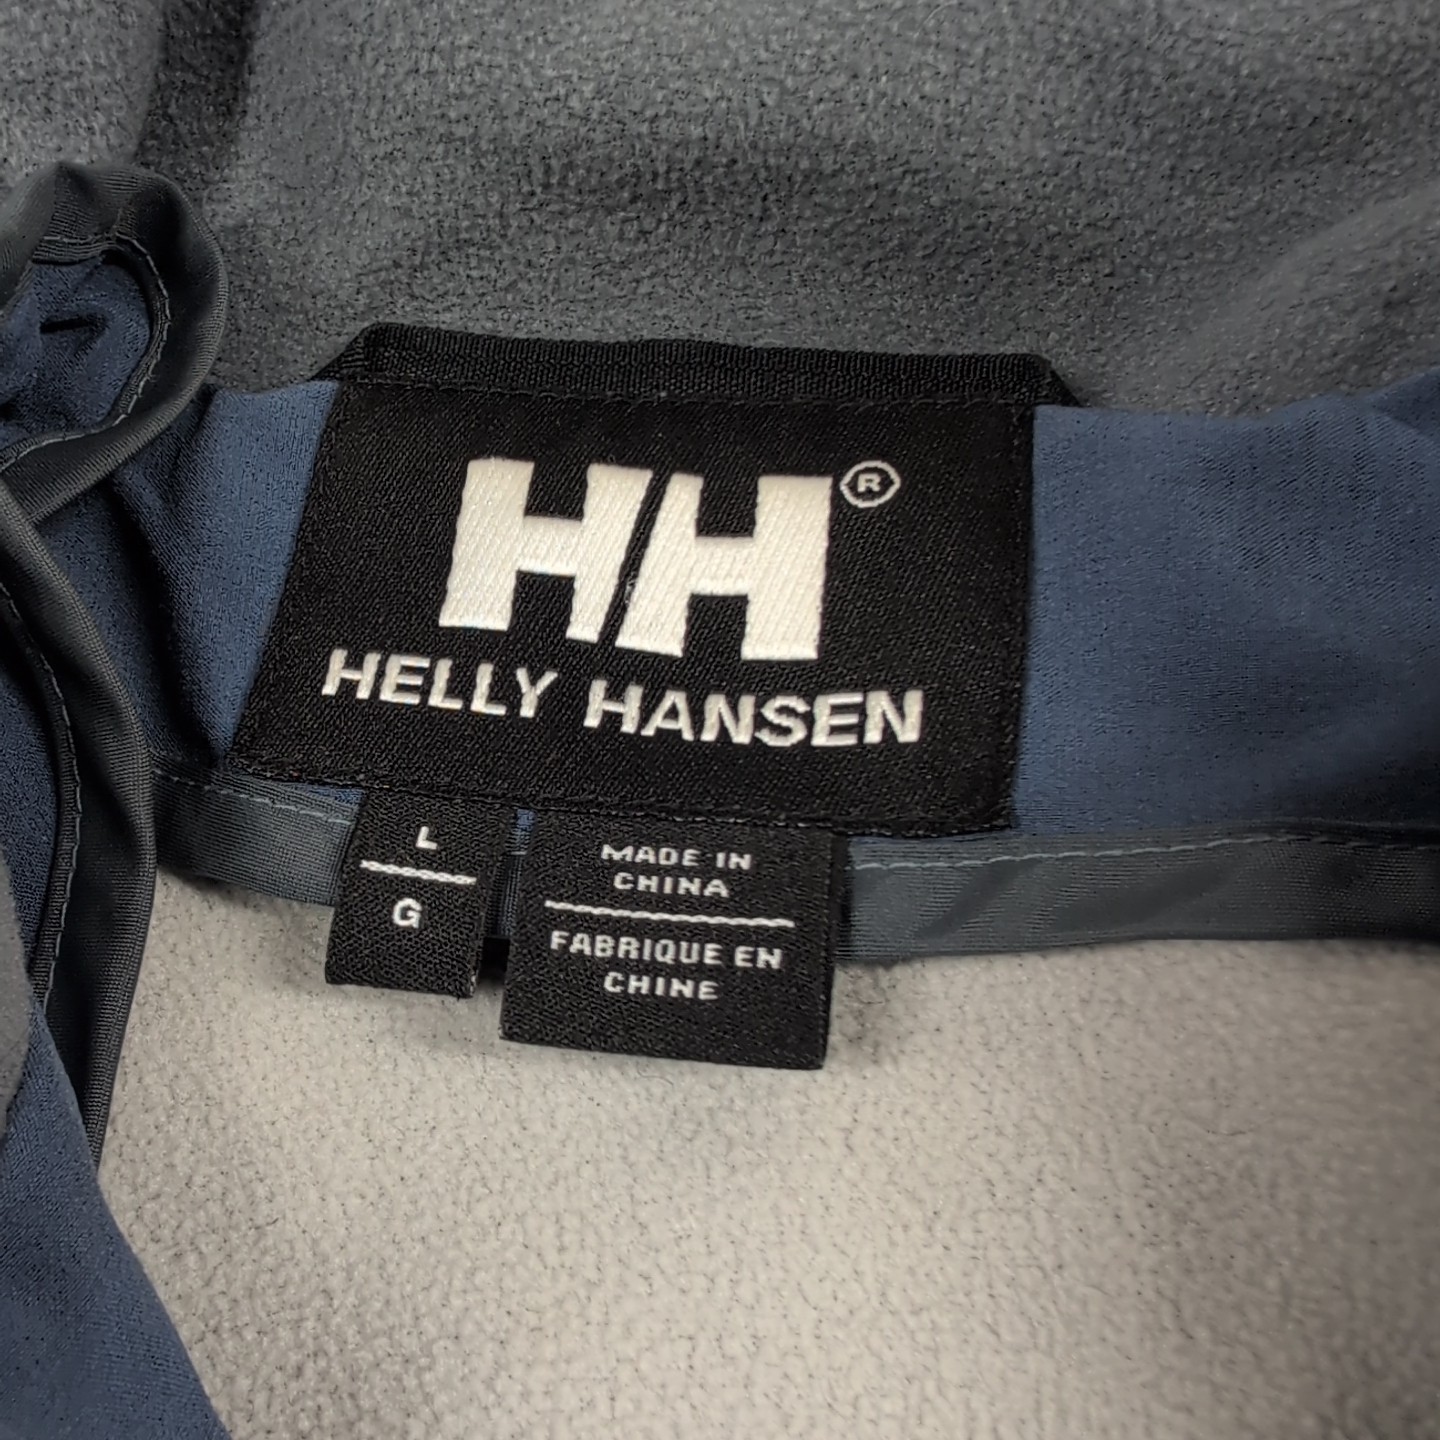 HH®
HELLY HANSEN
L
G
MADE IN
CHINA
FABRIQUE EN
CHINE